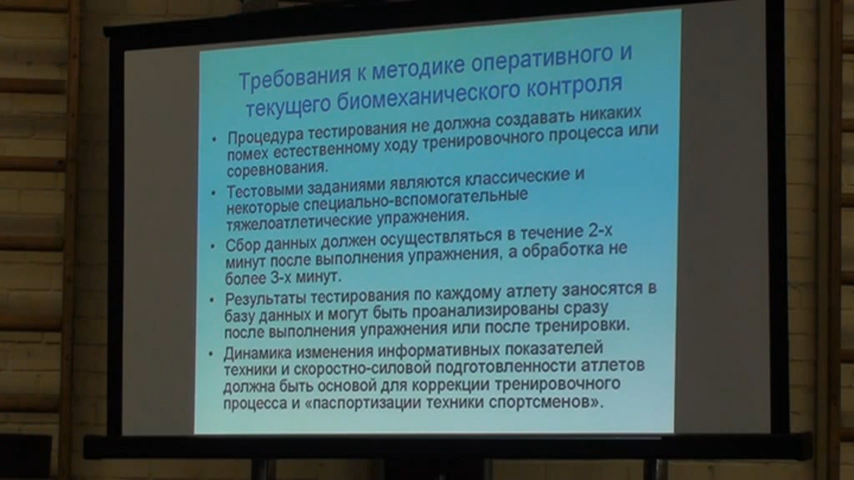 Требования к методике оперативного и
текущего биомеханического контроля
• Процедура тестирования не должна создавать никаких
помех естественному ходу тренировочного процесса или
соревнования.
• Тестовыми заданиями являются классические и
некоторые специально-вспомогательные
тяжелоатлетические упражнения.
• Сбор данных должен осуществляться в течение 2-х
минут после выполнения упражнения, а обработка не
более 3-х минут.
• Результаты тестирования по каждому атлету заносятся в
базу данных и могут быть проанализированы сразу
после выполнения упражнения или после тренировки.
• Динамика изменения информативных показателей
техники и скоростно-силовой подготовленности атлетов
должна быть основой для коррекции тренировочного
процесса и «паспортизации техники спортсменов».